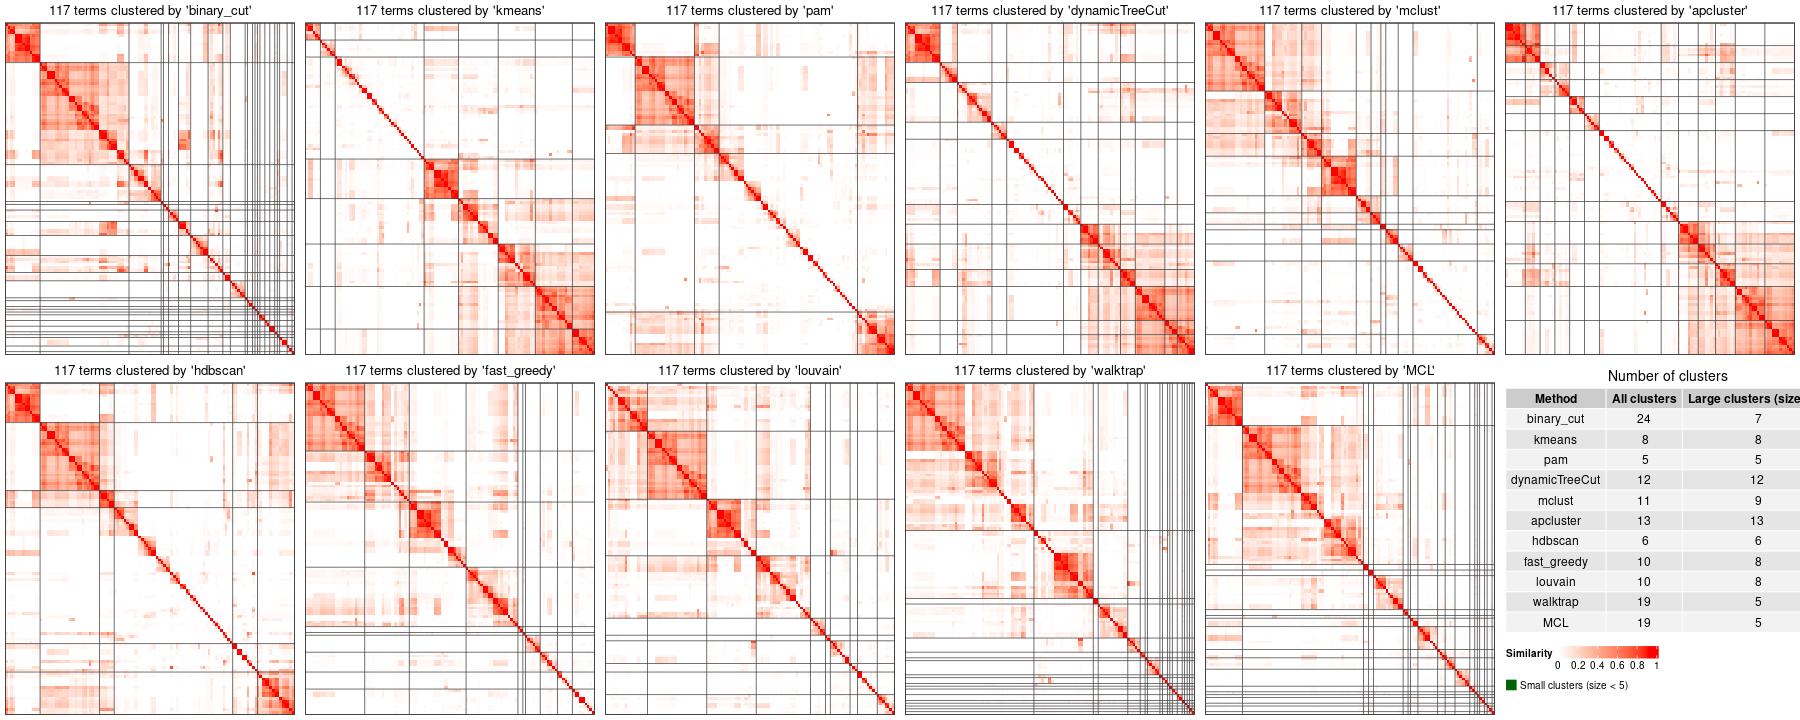 117 terms clustered by 'binary_cut'
117 terms clustered by 'kmeans'
117 terms clustered by 'pam'
117 terms clustered by 'dynamicTreeCut'
117 terms clustered by 'mclust'
117 terms clustered by 'apcluster'
117 terms clustered by 'hdbscan'
117 terms clustered by 'fast_greedy'
117 terms clustered by 'louvain'
117 terms clustered by 'walktrap'
117 terms clustered by 'MCL'
Number of clusters
Method All clusters Large clusters (size
binary_cut 24 7
kmeans 8 8
pam 5 5
dynamicTreeCut 12 12
mclust 11 9
apcluster 13 13
hdbscan 6 6
fast_greedy 10 8
louvain 10 8
walktrap 19 5
MCL 19 5
Similarity
0 0.2 0.4 0.6 0.8 1
Small clusters (size < 5)